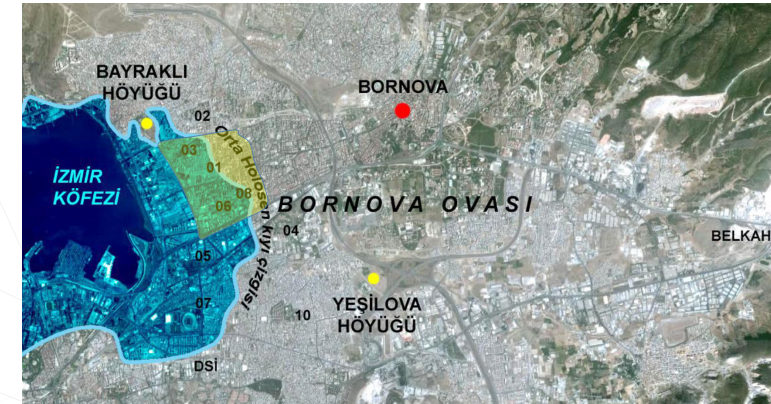 BAYRAKLI
HÖYÜĞÜ
BORNOVA
02
Orta Holosen kıyı çizgisi
03
01
İZMİR
KÖFEZİ
08
06
BORNOVA OVASI
04
BELKAH
05
YEŞİLOVA
HÖYÜĞÜ
07
10
DSİ